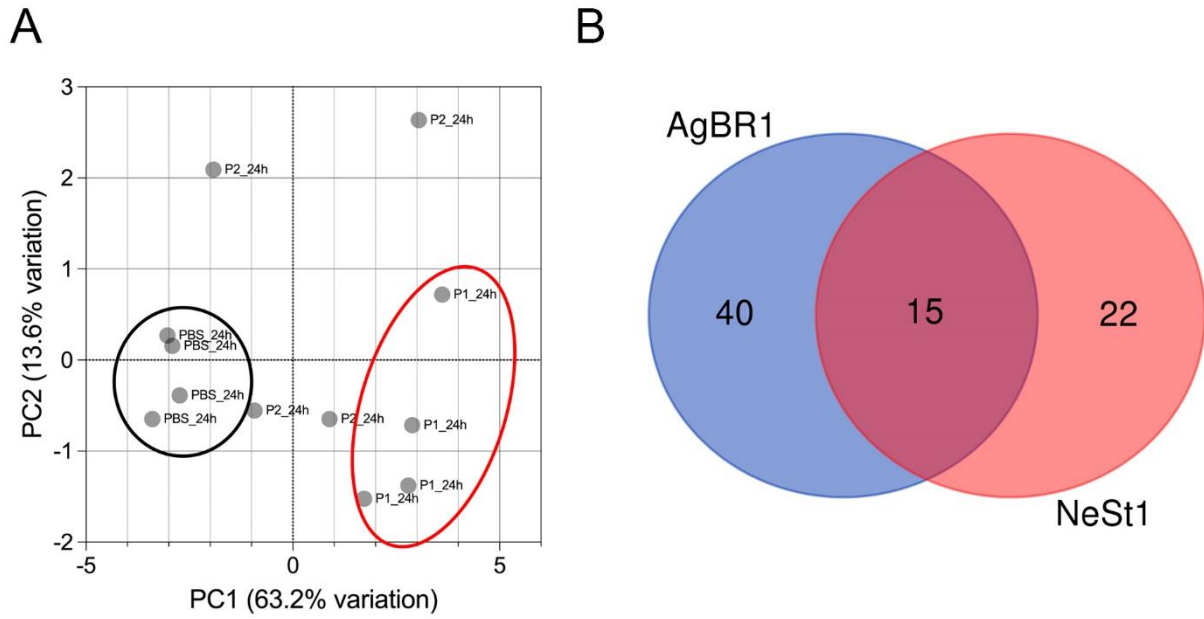 A
B
3
2
1
0
-1
-2
-5
0
5
PC2 (13.6% variation)
PC1 (63.2% variation)
P2_24h
P2_24h
P1_24h
PBS_24h
PBS_24h
PBS_24h
PBS_24h
P2_24h
P2_24h
P1_24h
P1_24h
P1_24h
AgBR1
40
15
22
NeSt1